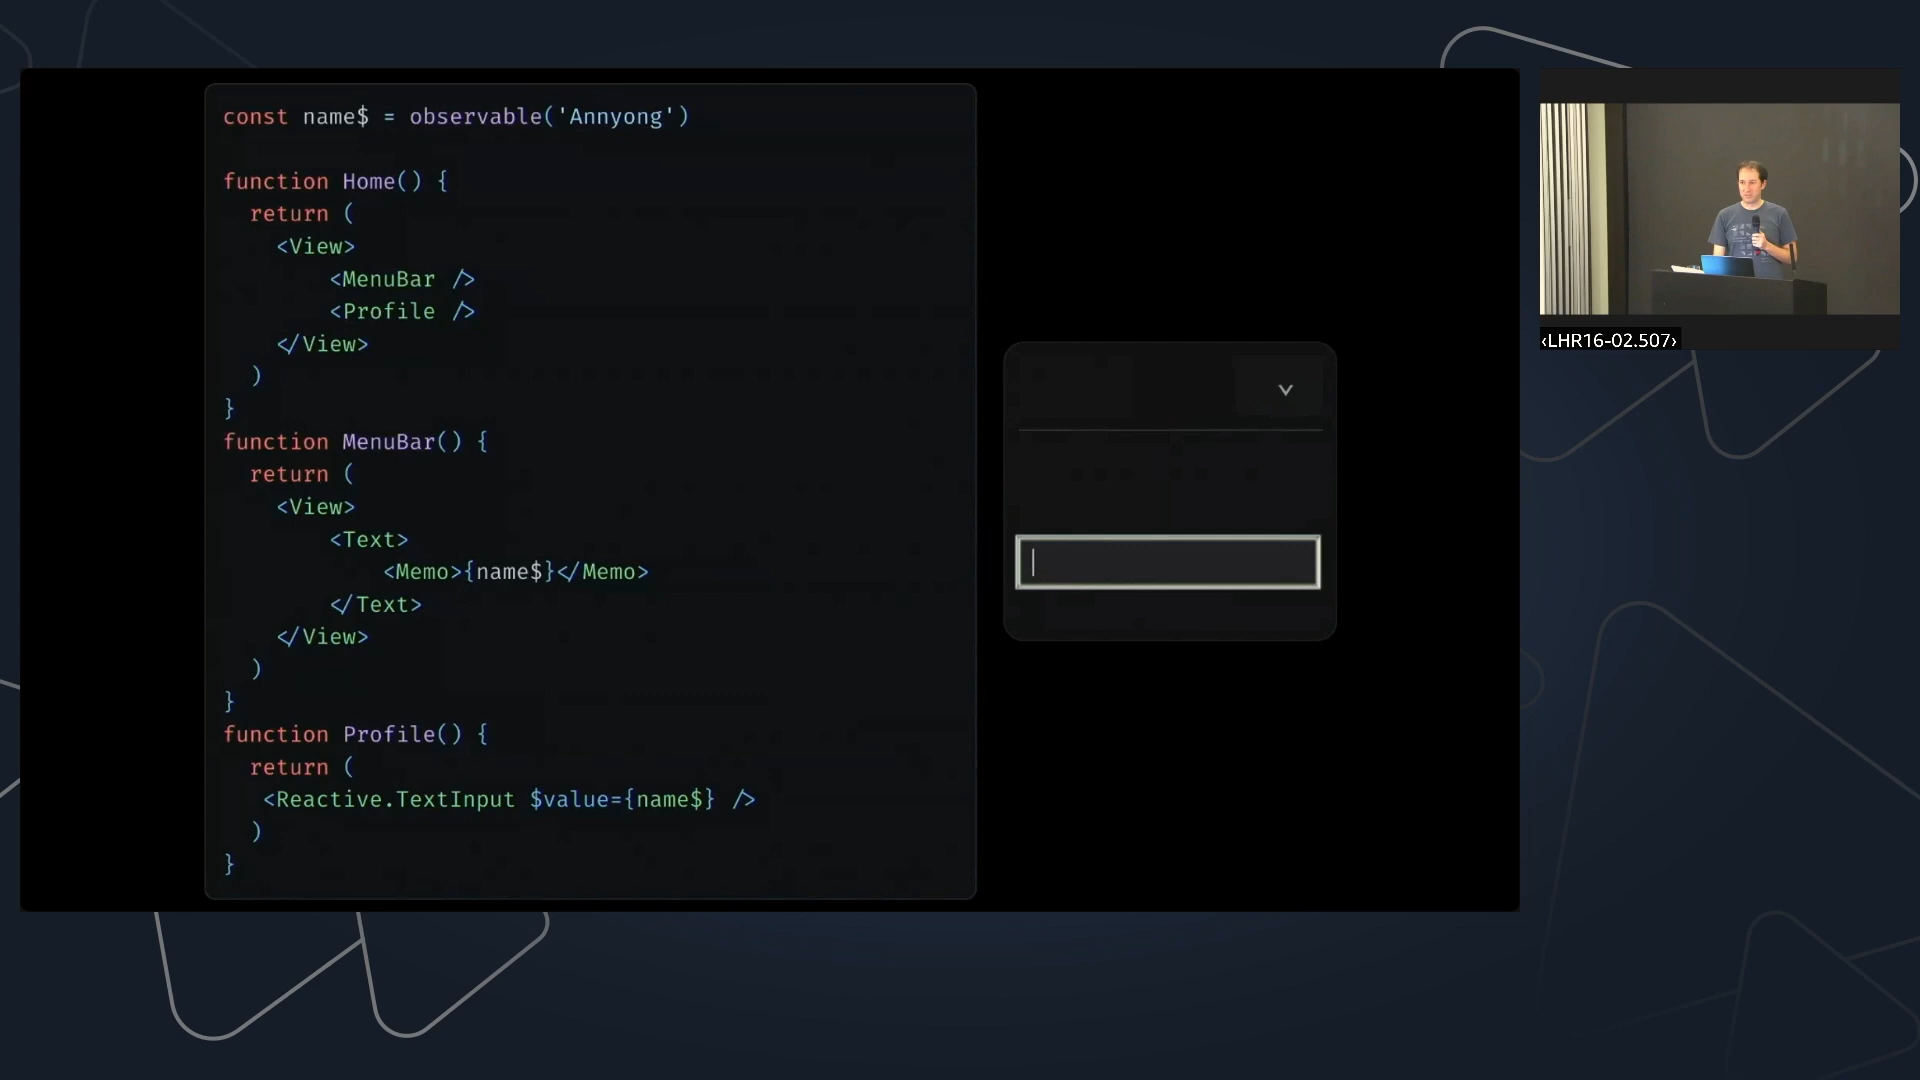 const name$ = observable('Annyong')
function Home() {
return (
<View>
<MenuBar />
<Profile />
</View>
)
}
function MenuBar() {
return (
<View>
<Text>
<Memo>{name$}</Memo>
</Text>
</View>
)
}
function Profile() {
return (
<Reactive.TextInput $value={name$} />
)
}
‹LHR16-02.507›